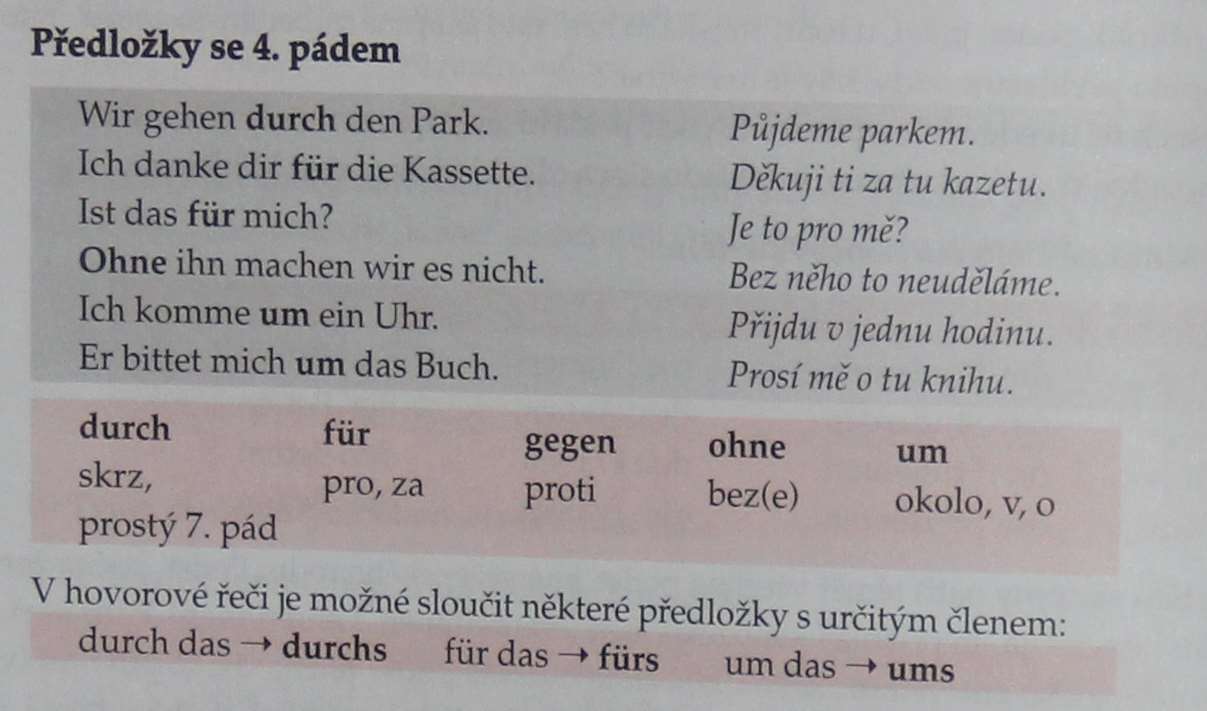 Předložky se 4. pádem
Wir gehen durch den Park. Půjdeme parkem.
Ich danke dir für die Kassette. Děkuji ti za tu kazetu.
Ist das für mich? Je to pro mě?
Ohne ihn machen wir es nicht. Bez něho to neuděláme.
Ich komme um ein Uhr. Přijdu v jednu hodinu.
Er bittet mich um das Buch. Prosí mě o tu knihu.
durch für gegen ohne um
skrz, pro, za proti bez(e) okolo, v, o
prostý 7. pád
V hovorové řeči je možné sloučit některé předložky s určitým členem:
durch das → durchs für das → fürs um das → ums